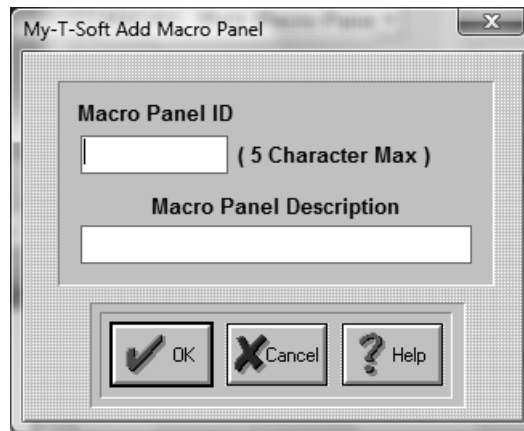 My-T-Soft Add Macro Panel
Macro Panel ID
( 5 Character Max )
Macro Panel Description
OK Cancel Help